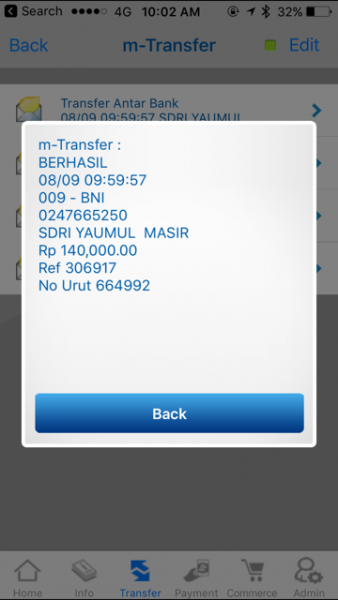 Search 4G 10:02 AM 32%
Back m-Transfer Edit
Transfer Antar Bank
08/09 09:59:57 SDRI YAUMUL
m-Transfer :
BERHASIL
08/09 09:59:57
009 - BNI
0247665250
SDRI YAUMUL MASIR
Rp 140,000.00
Ref 306917
No Urut 664992
Back
Home Info Transfer Payment Commerce Admin